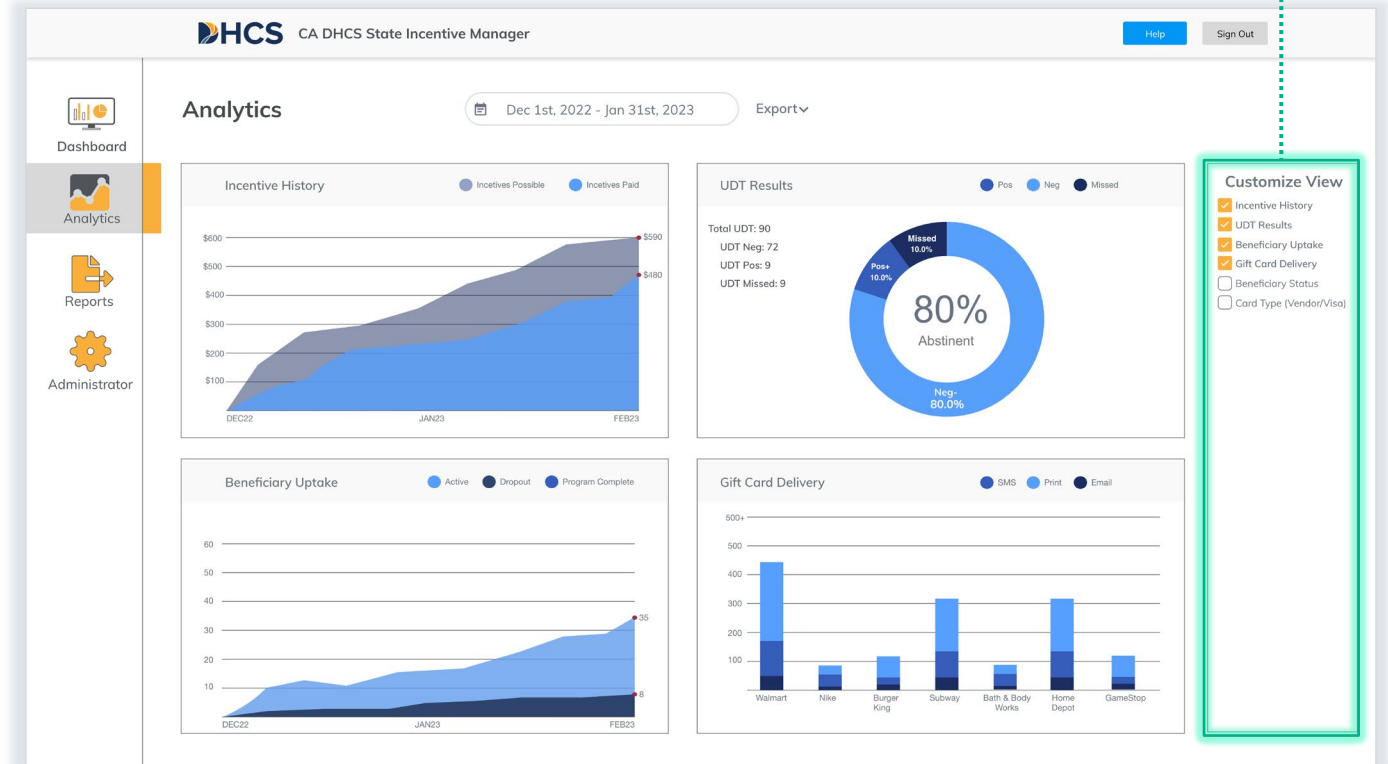 DHCS
CA DHCS State Incentive Manager
Help
Sign Out
Dashboard
Analytics
Reports
Administrator
Analytics
Dec 1st, 2022 - Jan 31st, 2023
Export
Incentive History
Incetives Possible
Incetives Paid
$600
$500
$400
$300
$200
$100
$590
$480
DEC22
JAN23
FEB23
UDT Results
Pos
Neg
Missed
Total UDT: 90
UDT Neg: 72
UDT Pos: 9
UDT Missed: 9
Missed
10.0%
Pos+
10.0%
80%
Abstinent
Neg-
80.0%
Beneficiary Uptake
Active
Dropout
Program Complete
60
50
40
30
20
10
35
8
DEC22
JAN23
FEB23
Gift Card Delivery
SMS
Print
Email
500+
500
400
300
200
100
Walmart
Nike
Burger
King
Subway
Bath & Body
Works
Home
Depot
GameStop
Customize View
Incentive History
UDT Results
Beneficiary Uptake
Gift Card Delivery
Beneficiary Status
Card Type (Vendor/Visa)